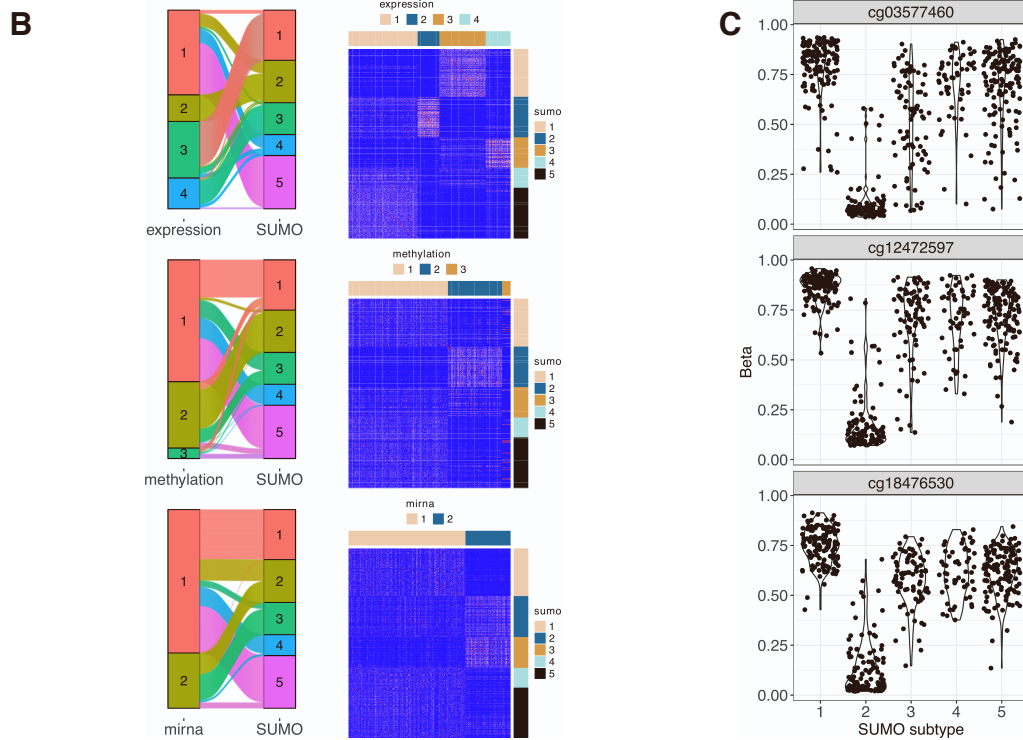 B
1
2
3
4
1
2
3
4
5
expression
SUMO
expression
1 2 3 4
sumo
1
2
3
4
5
1
2
3
1
2
3
4
5
methylation
SUMO
methylation
1 2 3
sumo
1
2
3
4
5
1
2
1
2
3
4
5
mirna
SUMO
mirna
1 2
sumo
1
2
3
4
5
C
cg03577460
1.00
0.75
0.50
0.25
0.00
cg12472597
1.00
0.75
0.50
0.25
0.00
Beta
cg18476530
1.00
0.75
0.50
0.25
0.00
1 2 3 4 5
SUMO subtype